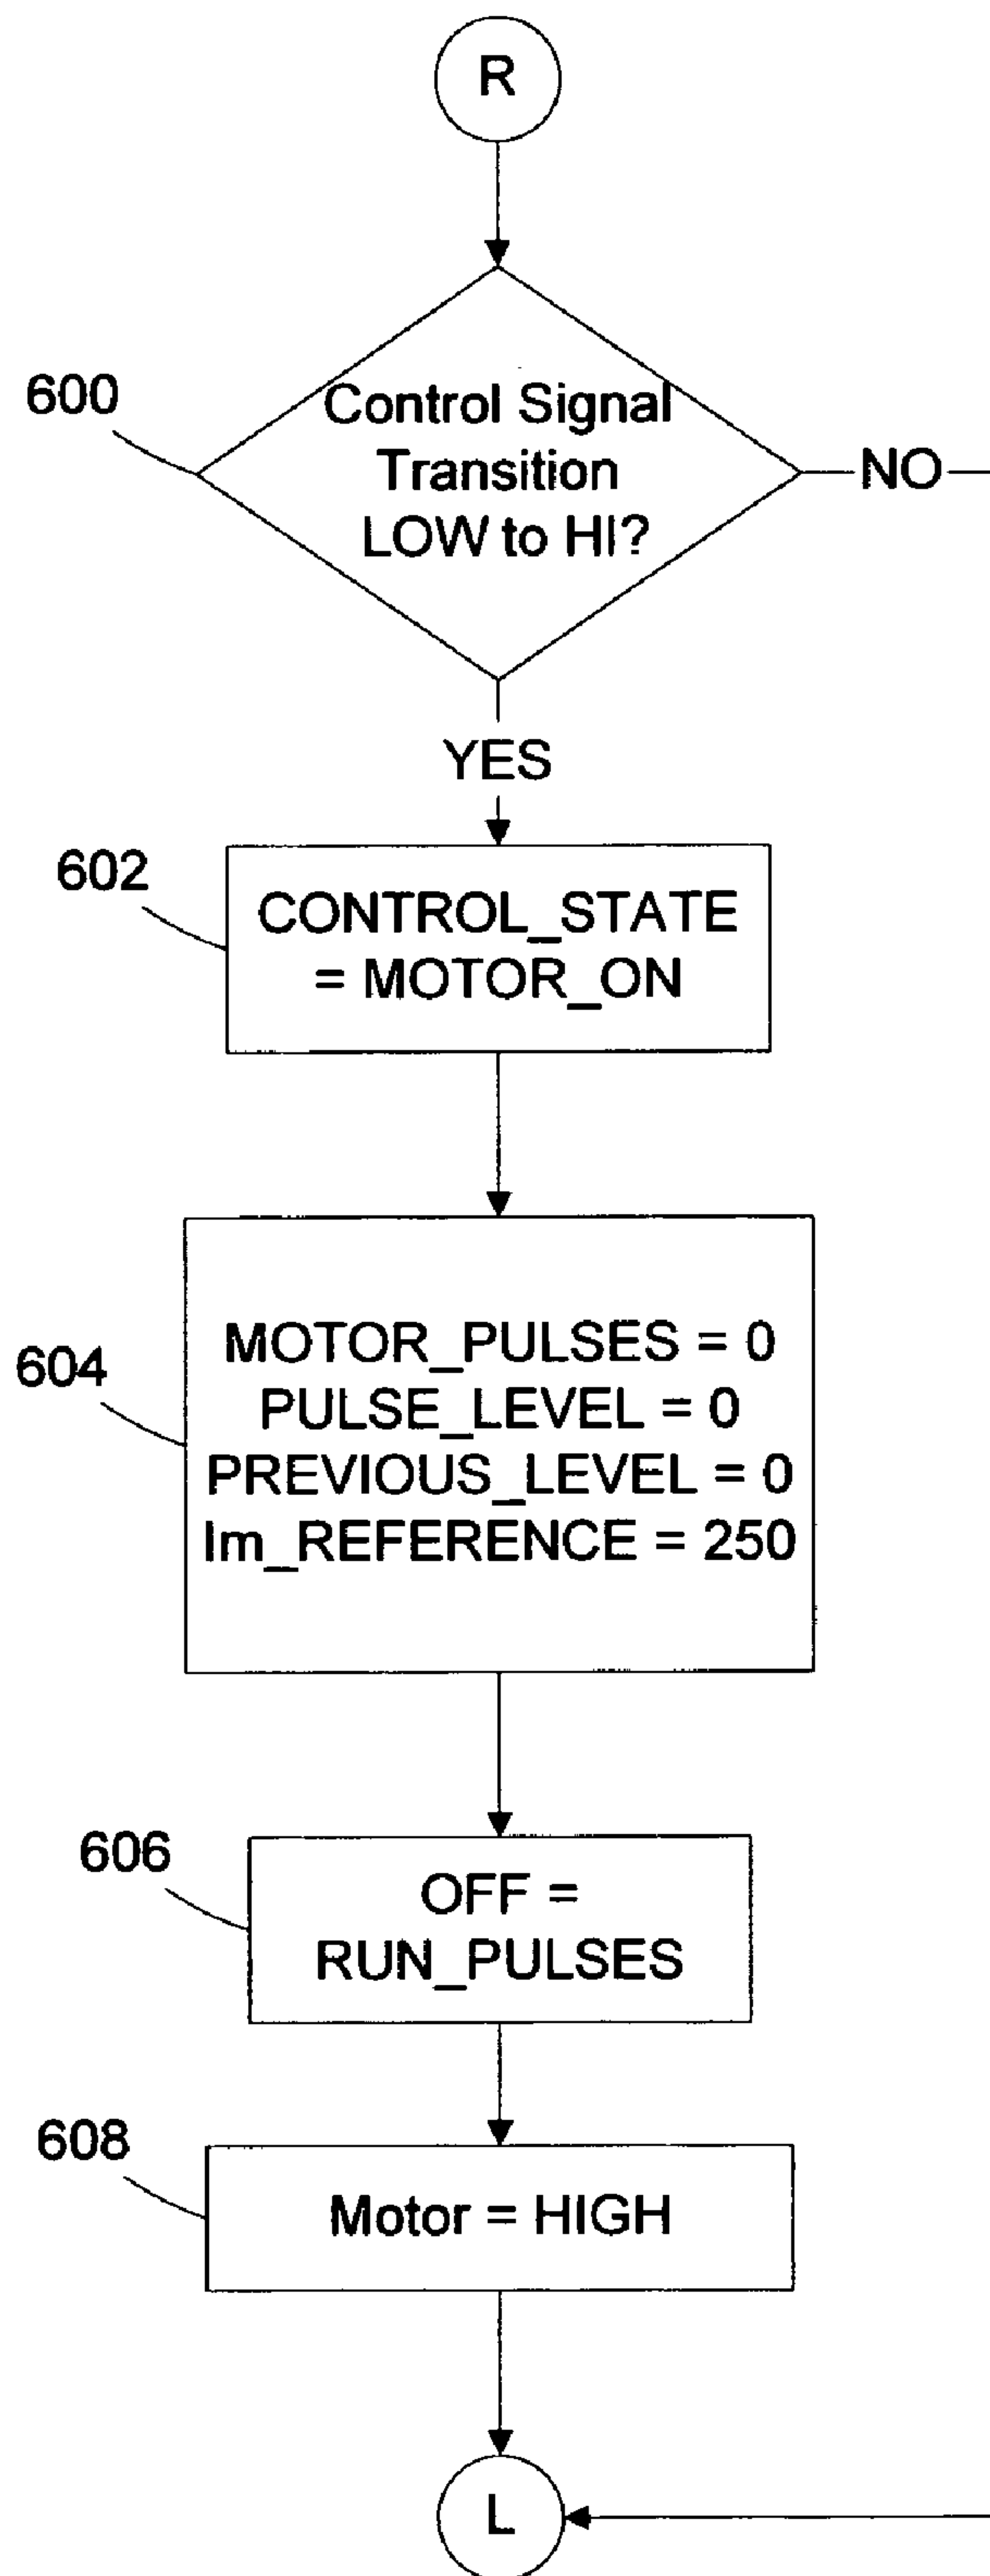 R
600
Control Signal
Transition
LOW to HI?
NO
YES
602
CONTROL_STATE
= MOTOR_ON
604
MOTOR_PULSES = 0
PULSE_LEVEL = 0
PREVIOUS_LEVEL = 0
Im_REFERENCE = 250
606
OFF =
RUN_PULSES
608
Motor = HIGH
L